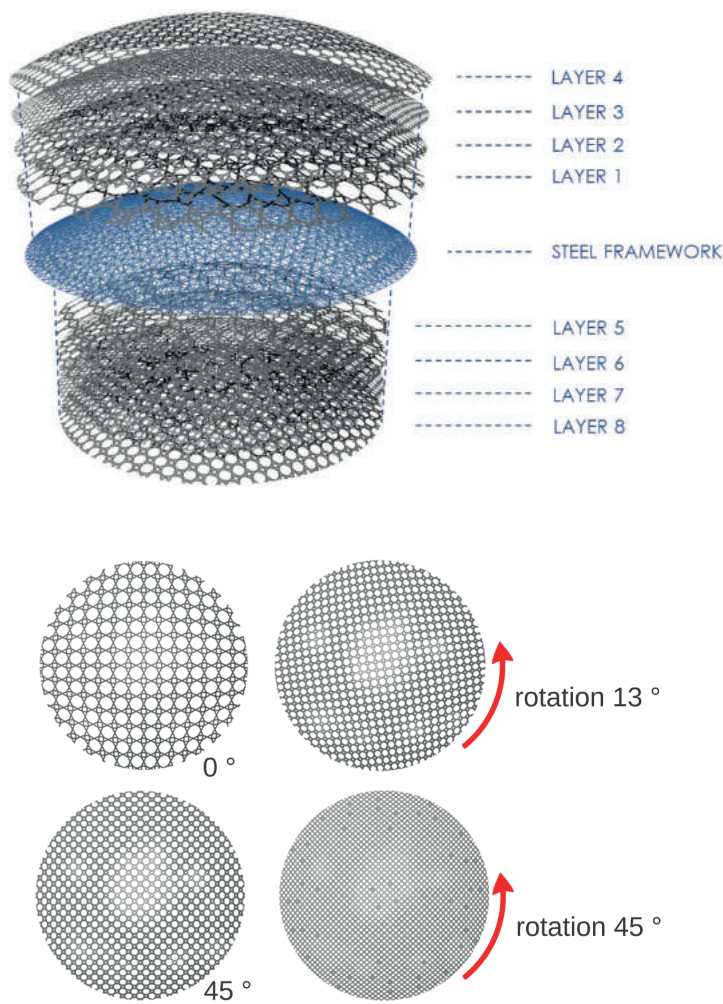 LAYER 4
LAYER 3
LAYER 2
LAYER 1
STEEL FRAMEWORK
LAYER 5
LAYER 6
LAYER 7
LAYER 8
rotation 13 °
0 °
rotation 45 °
45 °